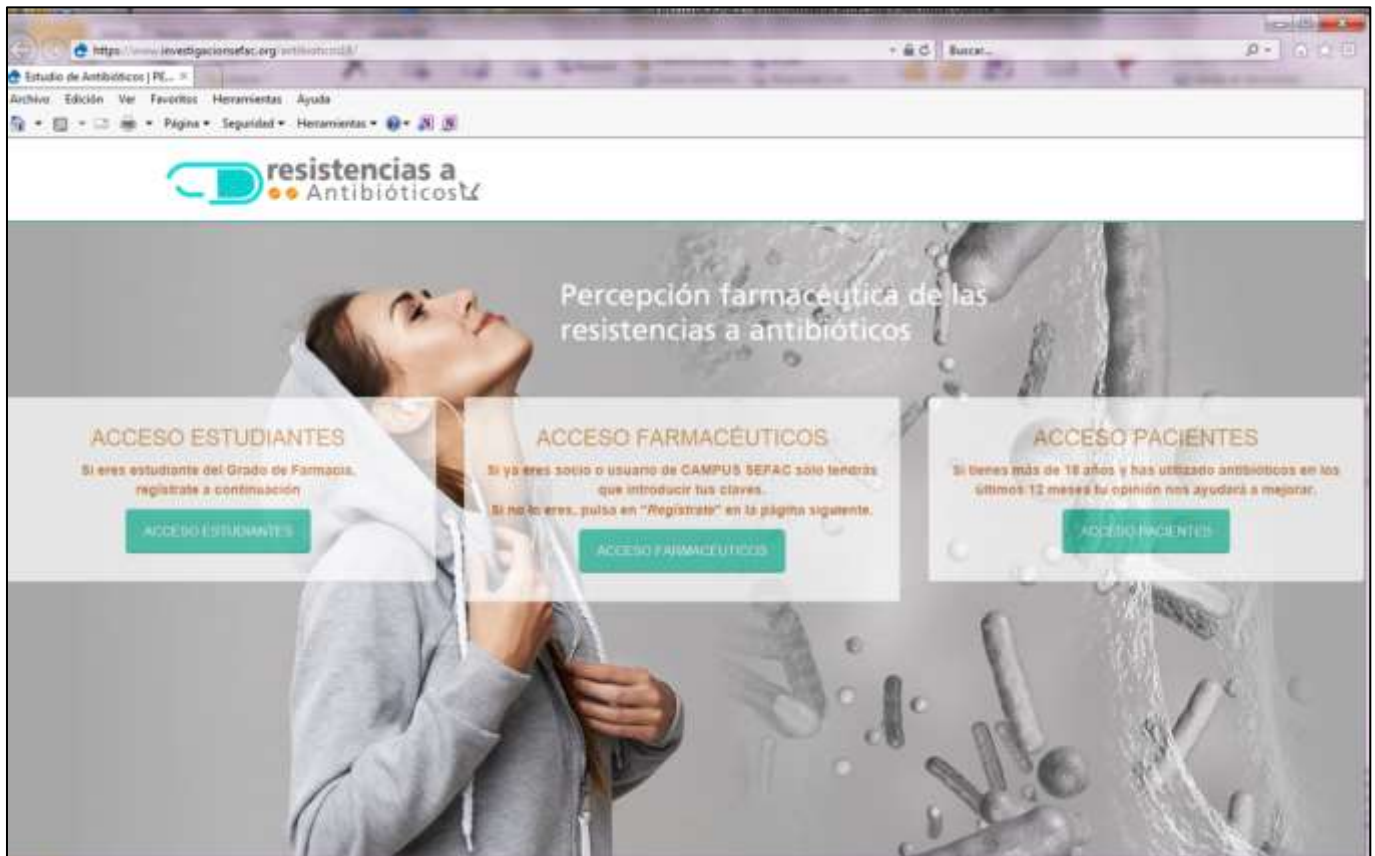 https://www.investigacionsefac.org/antibioticos18/
Buscar...
Estudio de Antibióticos | PE...
Archivo Edición Ver Favoritos Herramientas Ayuda
Página Seguridad Herramientas
resistencias a
Antibióticos
Percepción farmacéutica de las
resistencias a antibióticos
ACCESO ESTUDIANTES
Si eres estudiante del Grado de Farmacia,
regístrate a continuación
ACCESO ESTUDIANTES
ACCESO FARMACÉUTICOS
Si ya eres socio o usuario de CAMPUS SEFAC sólo tendrás
que introducir tus claves.
Si no lo eres, pulsa en "Regístrate" en la página siguiente.
ACCESO FARMACÉUTICOS
ACCESO PACIENTES
Si tienes más de 18 años y has utilizado antibióticos en los
últimos 12 meses tu opinión nos ayudará a mejorar.
ACCESO PACIENTES